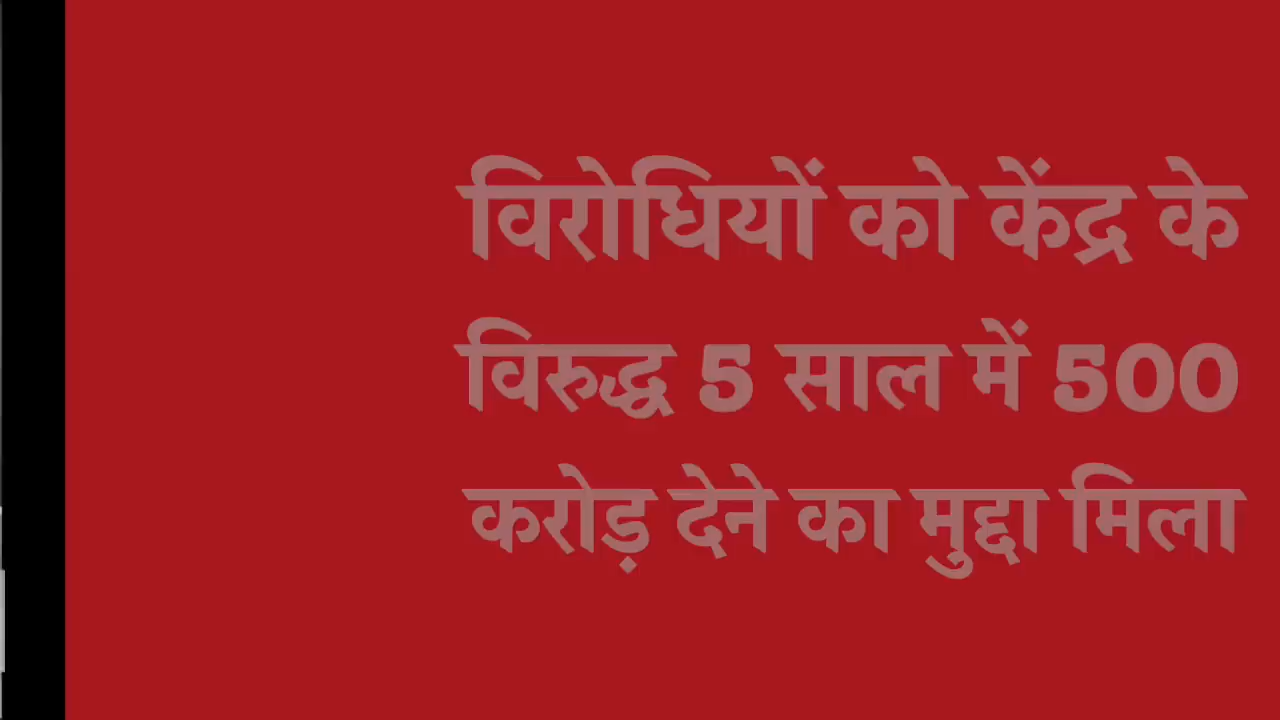 विरोधियों को केंद्र के
विरुद्ध 5 साल में 500
करोड़ देने का मुद्दा मिला